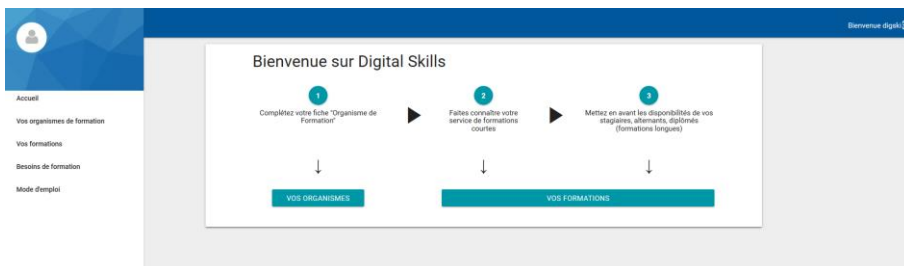 Bienvenue digski
Bienvenue sur Digital Skills
Accueil
Vos organismes de formation
Vos formations
Besoins de formation
Mode d'emploi
1
Complétez votre fiche "Organisme de
Formation"
2
Faites connaître votre
service de formations
courtes
3
Mettez en avant les disponibilités de vos
stagiaires, alternants, diplômés
(formations longues)
VOS ORGANISMES
VOS FORMATIONS